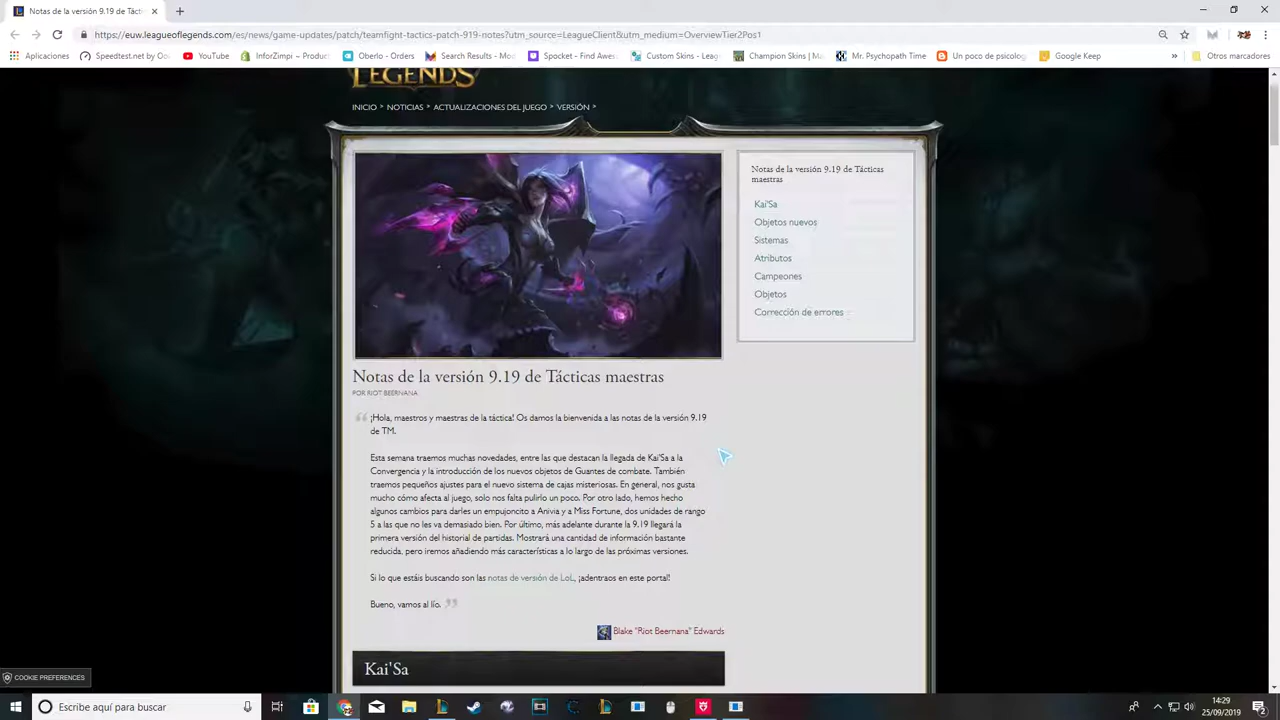 Notas de la versión 9.19 de Tác
https://euw.leagueoflegends.com/es/news/game-updates/patch/teamfight-tactics-patch-919-notes?utm_source=LeagueClient&utm_medium=OverviewTier2Pos1
Aplicaciones Speedtest.net by Oo YouTube InforZimpi :: Produc Oberlo - Orders Search Results - Mo Spocket - Find Awes Custom Skins - Leag Champion Skins | Ma Mr. Psychopath Time Un poco de psicolog Google Keep » Otros marcadores
LEGENDS
INICIO > NOTICIAS > ACTUALIZACIONES DEL JUEGO > VERSIÓN >
Notas de la versión 9.19 de Tácticas
maestras
Kai'Sa
Objetos nuevos
Sistemas
Atributos
Campeones
Objetos
Corrección de errores
Notas de la versión 9.19 de Tácticas maestras
POR RIOT BEERNANA
¡Hola, maestros y maestras de la táctica! Os damos la bienvenida a las notas de la versión 9.19
de TM.
Esta semana traemos muchas novedades, entre las que destacan la llegada de Kai'Sa a la
Convergencia y la introducción de los nuevos objetos de Guantes de combate. También
traemos pequeños ajustes para el nuevo sistema de cajas misteriosas. En general, nos gusta
mucho cómo afecta al juego, solo nos falta pulirlo un poco. Por otro lado, hemos hecho
algunos cambios para darles un empujoncito a Anivia y a Miss Fortune, dos unidades de rango
5 a las que no les va demasiado bien. Por último, más adelante durante la 9.19 llegará la
primera versión del historial de partidas. Mostrará una cantidad de información bastante
reducida, pero iremos añadiendo más características a lo largo de las próximas versiones.
Si lo que estáis buscando son las notas de versión de LoL, ¡adentraos en este portal!
Bueno, vamos al lío.
Blake "Riot Beernana" Edwards
Kai'Sa
COOKIE PREFERENCES
Escribe aquí para buscar
14:29
25/09/2019
2